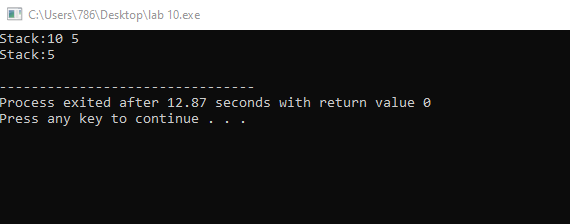 C:\Users\786\Desktop\lab 10.exe
Stack:10 5
Stack:5
--------------------------------
Process exited after 12.87 seconds with return value 0
Press any key to continue . . .